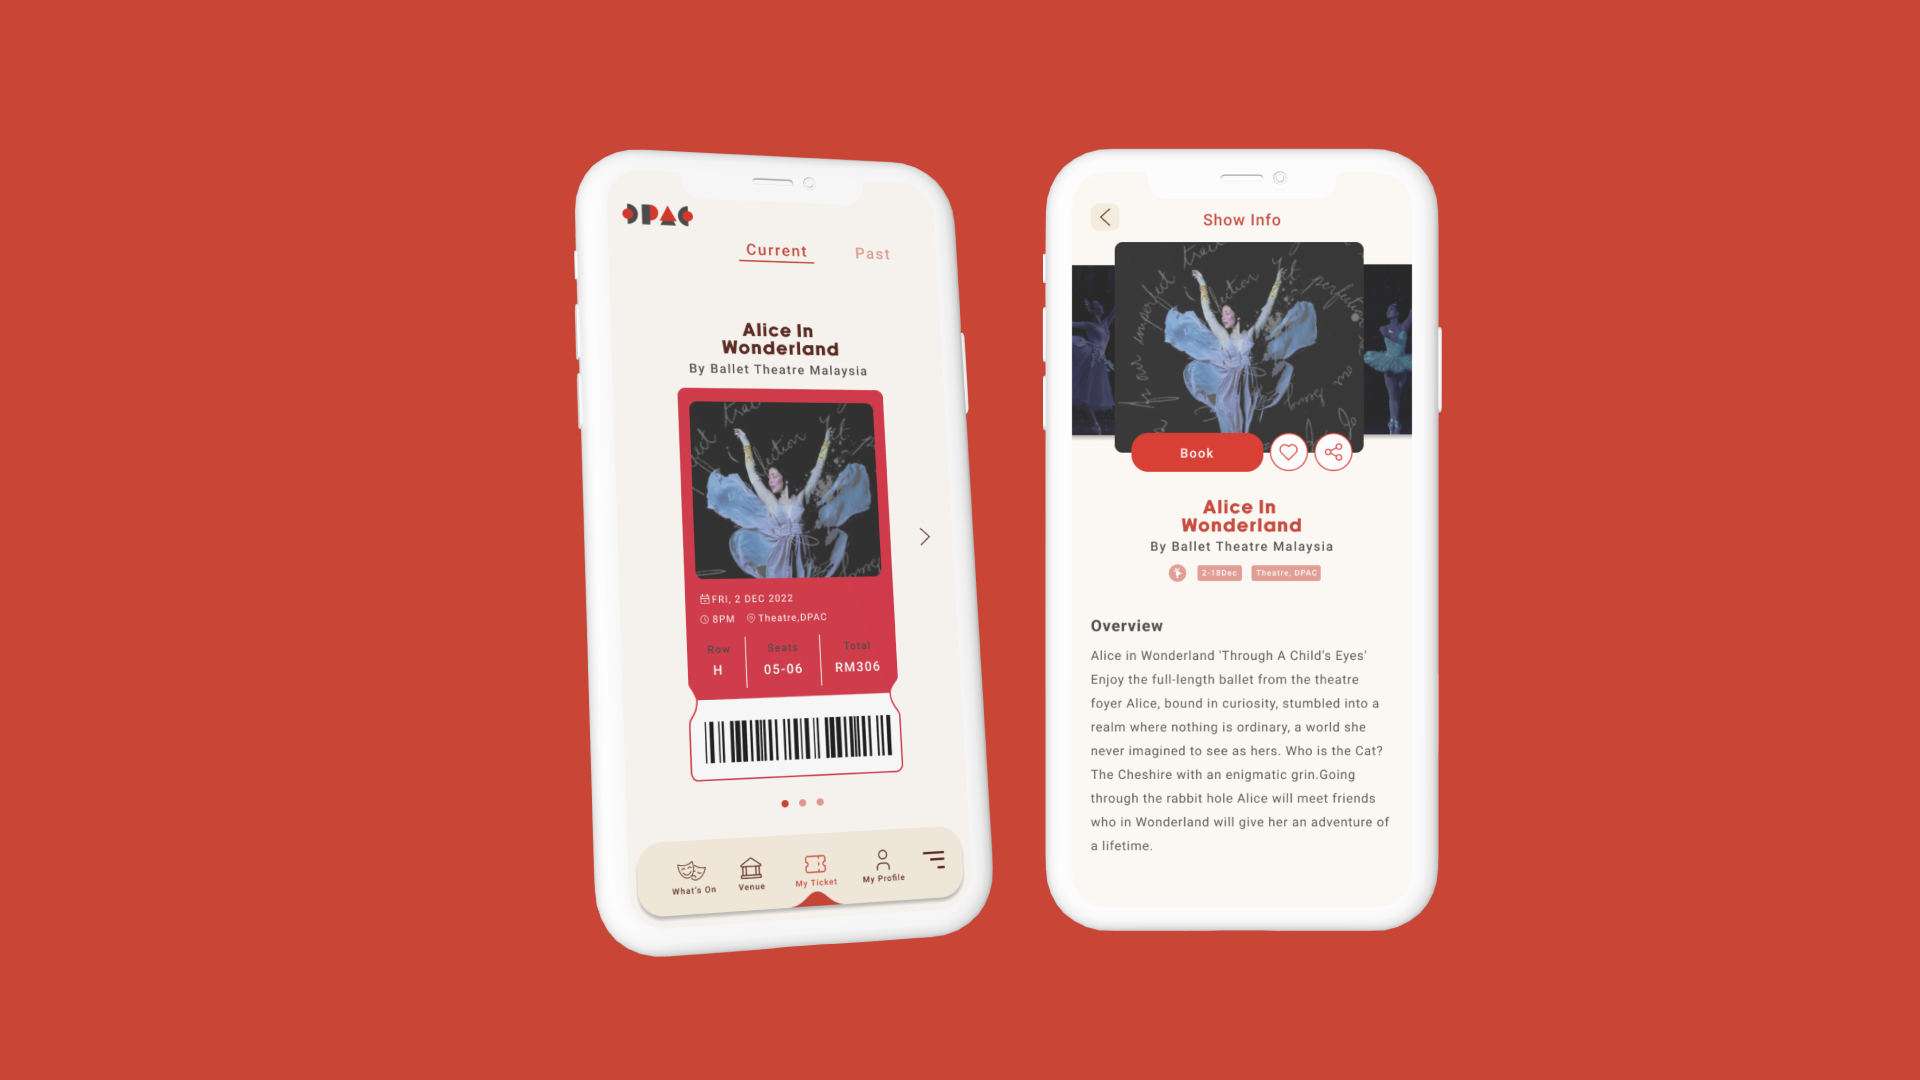 DPAC
Current
Past
Alice In
Wonderland
By Ballet Theatre Malaysia
FRI, 2 DEC 2022
8PM Theatre,DPAC
Row Seats Total
H 05-06 RM306
What's On
Venue
My Ticket
My Profile
Show Info
our imperfect
perfection
Book
Alice In
Wonderland
By Ballet Theatre Malaysia
2-18Dec
Theatre, DPAC
Overview
Alice in Wonderland 'Through A Child's Eyes'
Enjoy the full-length ballet from the theatre
foyer Alice, bound in curiosity, stumbled into a
realm where nothing is ordinary, a world she
never imagined to see as hers. Who is the Cat?
The Cheshire with an enigmatic grin.Going
through the rabbit hole Alice will meet friends
who in Wonderland will give her an adventure of
a lifetime.